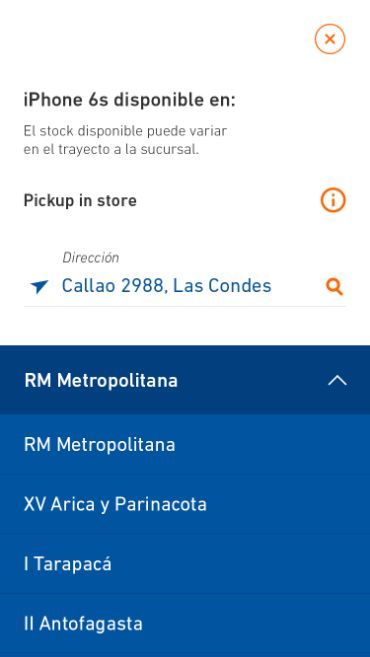 iPhone 6s disponible en:
El stock disponible puede variar
en el trayecto a la sucursal.
Pickup in store
Dirección
Callao 2988, Las Condes
RM Metropolitana
RM Metropolitana
XV Arica y Parinacota
I Tarapacá
II Antofagasta